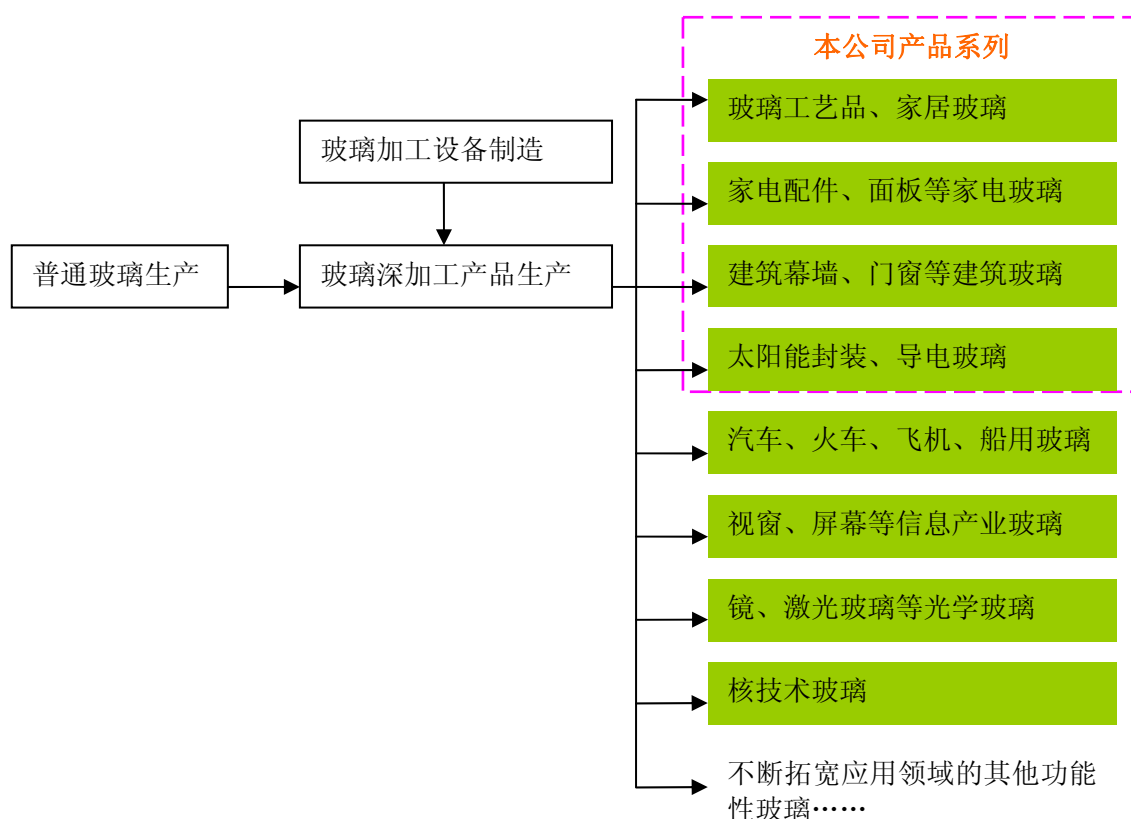 本公司产品系列
玻璃工艺品、家居玻璃
玻璃加工设备制造
家电配件、面板等家电玻璃
普通玻璃生产
玻璃深加工产品生产
建筑幕墙、门窗等建筑玻璃
太阳能封装、导电玻璃
汽车、火车、飞机、船用玻璃
视窗、屏幕等信息产业玻璃
镜、激光玻璃等光学玻璃
核技术玻璃
不断拓宽应用领域的其他功能
性玻璃……